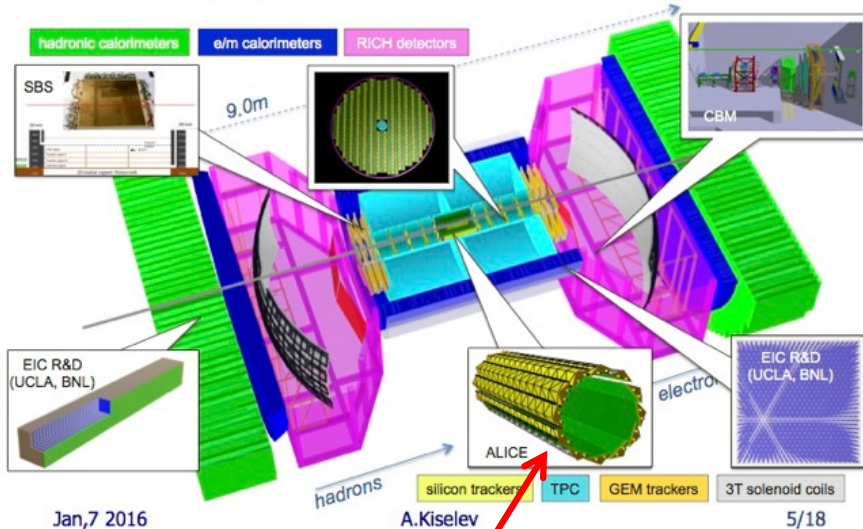 hadronic calorimeters
e/m calorimeters
RICH detectors
SBS
9.0m
CBM
EIC R&D
(UCLA, BNL)
ALICE
electro
EIC R&D
(UCLA, BNL)
hadrons
silicon trackers
TPC
GEM trackers
3T solenoid coils
Jan,7 2016
A.Kiselev
5/18